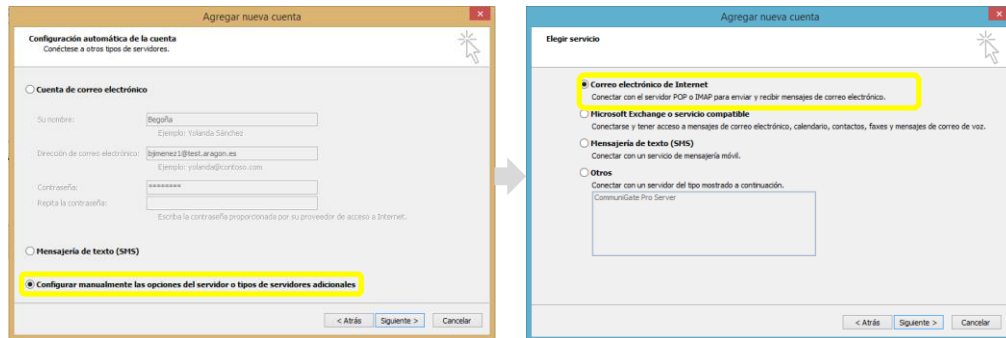 Agregar nueva cuenta
Configuración automática de la cuenta
Conéctese a otros tipos de servidores.
Cuenta de correo electrónico
Su nombre: Begoña
Ejemplo: Yolanda Sánchez
Dirección de correo electrónico: bjimenez1@test.aragon.es
Ejemplo: yolanda@contoso.com
Contraseña: ********
Repita la contraseña:
Escriba la contraseña proporcionada por su proveedor de acceso a Internet.
Mensajería de texto (SMS)
Configurar manualmente las opciones del servidor o tipos de servidores adicionales
< Atrás Siguiente > Cancelar
Agregar nueva cuenta
Elegir servicio
Correo electrónico de Internet
Conectar con el servidor POP o IMAP para enviar y recibir mensajes de correo electrónico.
Microsoft Exchange o servicio compatible
Conectarse y tener acceso a mensajes de correo electrónico, calendario, contactos, faxes y mensajes de correo de voz.
Mensajería de texto (SMS)
Conectar con un servicio de mensajería móvil.
Otros
Conectar con un servidor del tipo mostrado a continuación.
CommuniGate Pro Server
< Atrás Siguiente > Cancelar